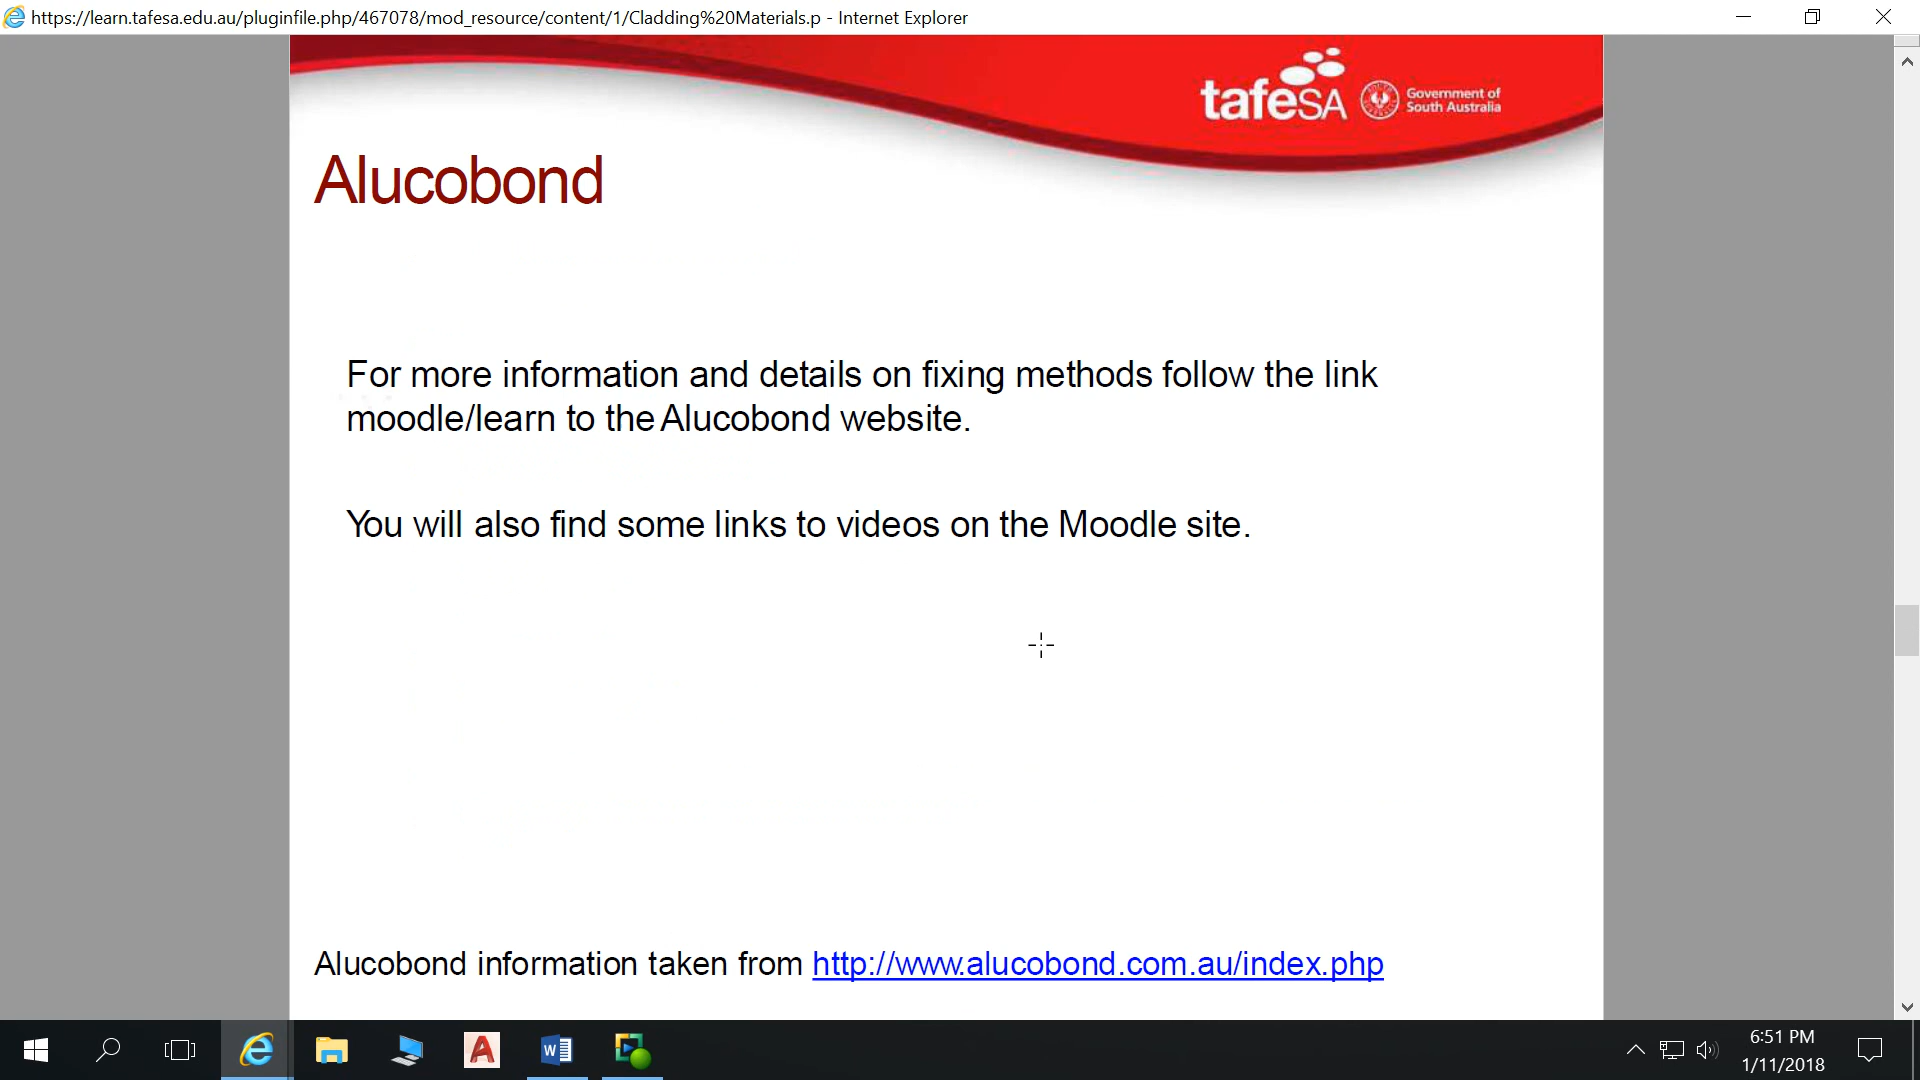 https://learn.tafesa.edu.au/pluginfile.php/467078/mod_resource/content/1/Cladding%20Materials.p - Internet Explorer
tafeSA
Government of
South Australia
Alucobond
For more information and details on fixing methods follow the link
moodle/learn to the Alucobond website.
You will also find some links to videos on the Moodle site.
Alucobond information taken from http://www.alucobond.com.au/index.php
6:51 PM
1/11/2018